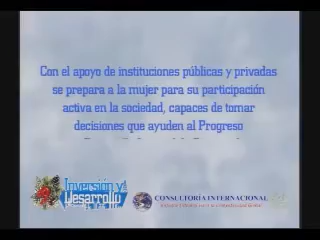 Con el apoyo de instituciones públicas y privadas
se prepara a la mujer para su participación
activa en la sociedad, capaces de tomar
decisiones que ayuden al Progreso
Inversión y
Desarrollo
CONSULTORÍA INTERNACIONAL